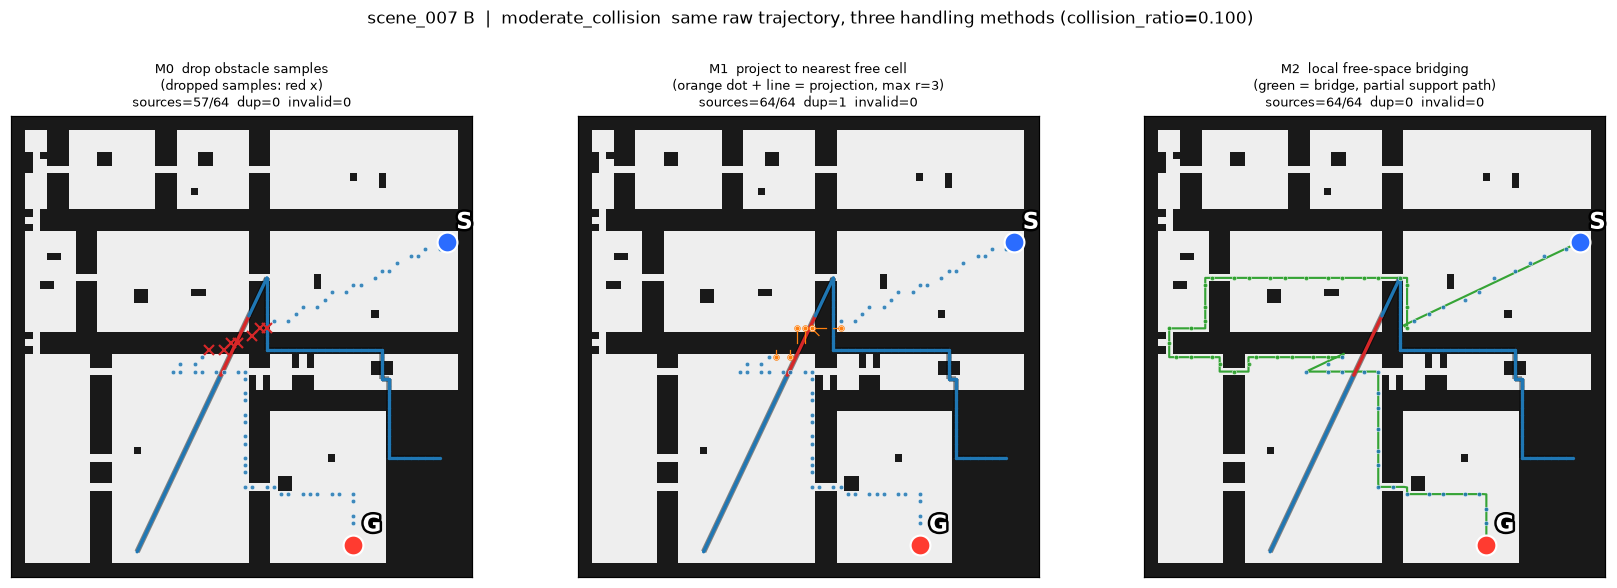 scene_007 B | moderate_collision same raw trajectory, three handling methods (collision_ratio=0.100)
M0 drop obstacle samples
(dropped samples: red x)
sources=57/64 dup=0 invalid=0
M1 project to nearest free cell
(orange dot + line = projection, max r=3)
sources=64/64 dup=1 invalid=0
M2 local free-space bridging
(green = bridge, partial support path)
sources=64/64 dup=0 invalid=0
S
S
S
G
G
G